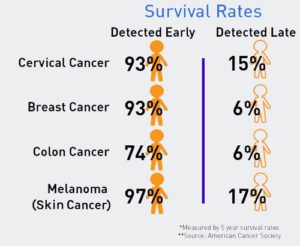 Survival Rates
Detected Early Detected Late
Cervical Cancer 93% 15%
Breast Cancer 93% 6%
Colon Cancer 74% 6%
Melanoma 97% 17%
(Skin Cancer)
*Measured by 5 year survival rates
**Source: American Cancer Society